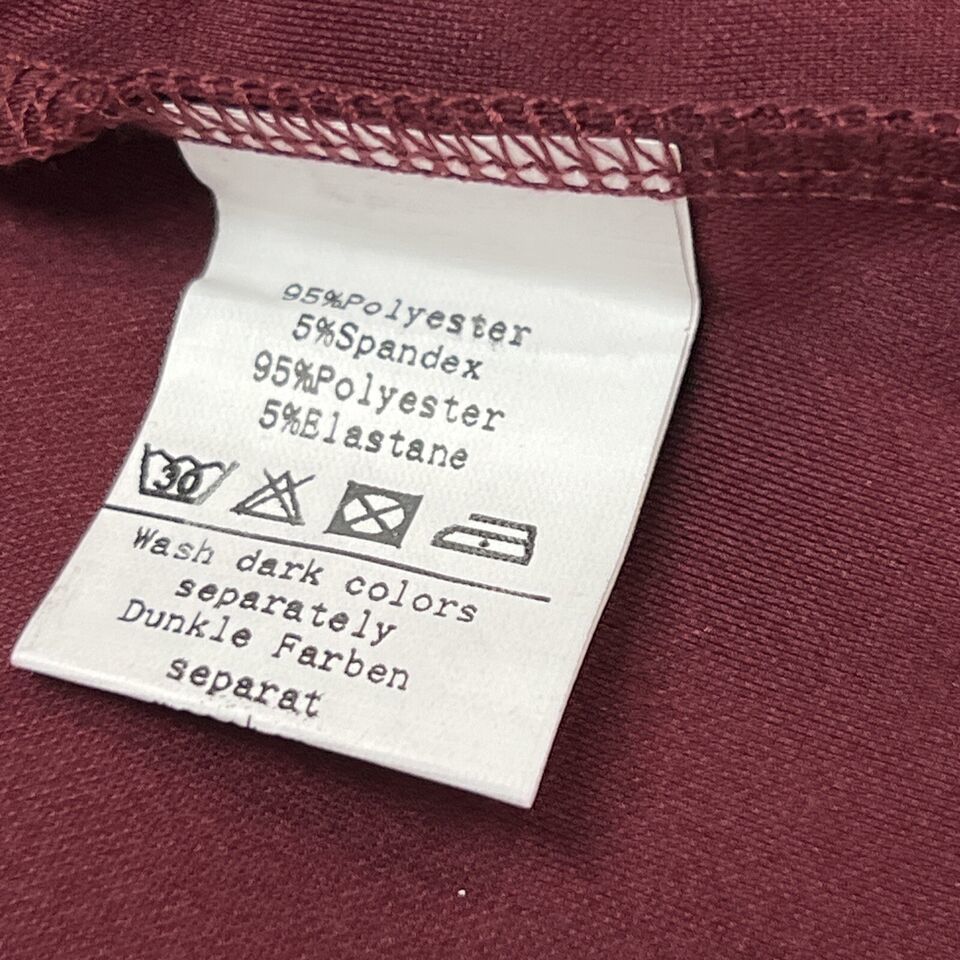 95%Polyester
5%Spandex
95%Polyester
5%Elastane
30
Wash dark colors
separately
Dunkle Farben
separat